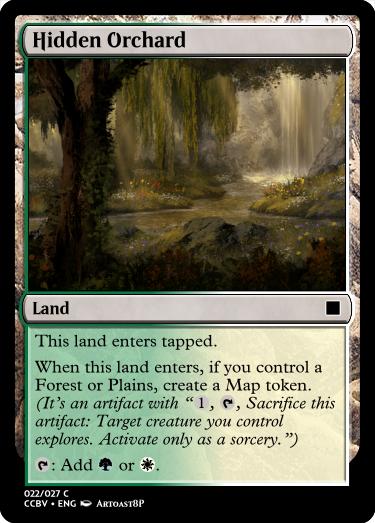 Hidden Orchard
Land
This land enters tapped.
When this land enters, if you control a
Forest or Plains, create a Map token.
(It's an artifact with “1, , Sacrifice this
artifact: Target creature you control
explores. Activate only as a sorcery.”)
: Add or .
022/027 C
CCBV • ENG Artoast8P